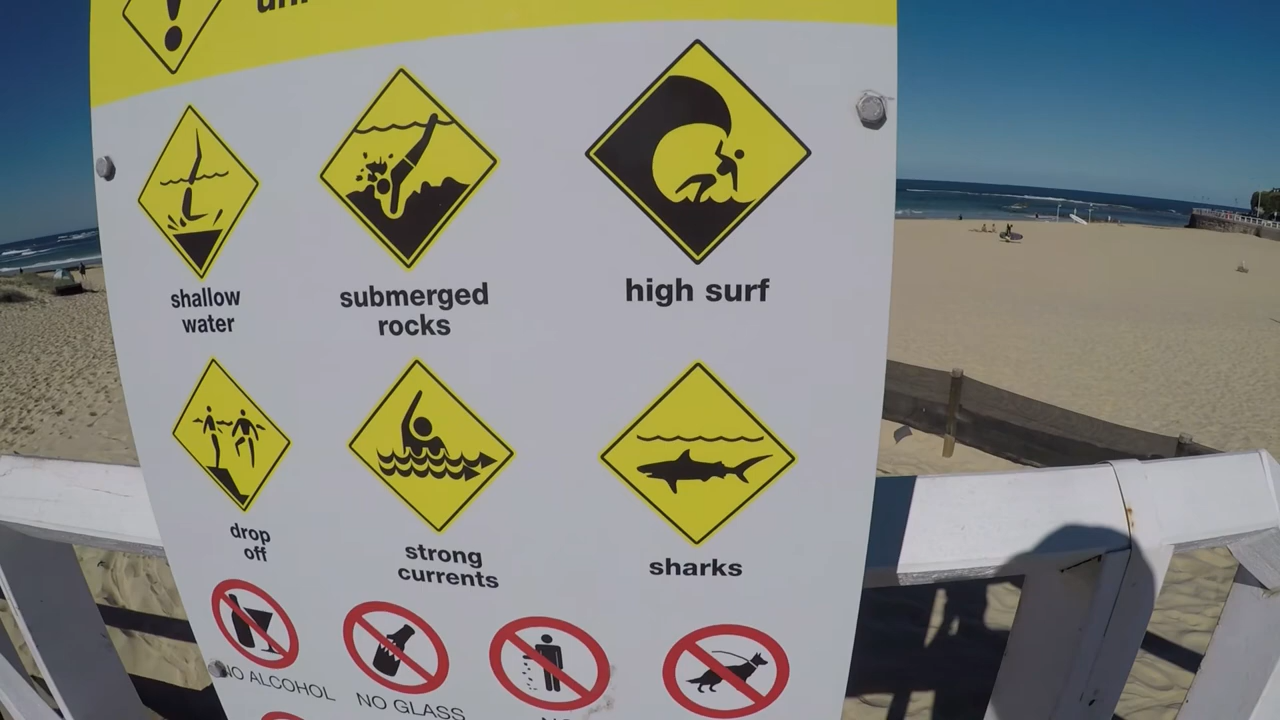 shallow
water
submerged
rocks
high surf
drop
off
strong
currents
sharks
NO ALCOHOL
NO GLASS